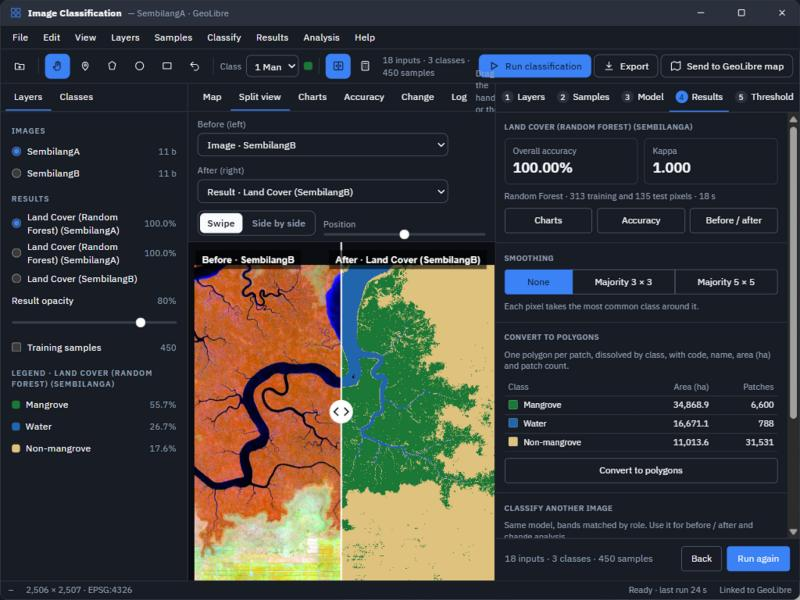 Image Classification — SembilangA · GeoLibre
File Edit View Layers Samples Classify Results Analysis Help
Class 1 Man 18 inputs · 3 classes · 450 samples
Drag the hand or th
Run classification Export Send to GeoLibre map
Layers Classes
Map Split view Charts Accuracy Change Log
1 Layers 2 Samples 3 Model 4 Results 5 Threshold
IMAGES
SembilangA 11 b
SembilangB 11 b
RESULTS
Land Cover (Random
Forest) (SembilangA) 100.0%
Land Cover (Random
Forest) (SembilangA) 100.0%
Land Cover (SembilangB)
Result opacity 80%
Training samples 450
LEGEND · LAND COVER (RANDOM
FOREST) (SEMBILANGA)
Mangrove 55.7%
Water 26.7%
Non-mangrove 17.6%
Before (left)
Image · SembilangB
After (right)
Result · Land Cover (SembilangB)
Swipe Side by side Position
Before · SembilangB After · Land Cover (SembilangB)
LAND COVER (RANDOM FOREST) (SEMBILANGA)
Overall accuracy Kappa
100.00% 1.000
Random Forest · 313 training and 135 test pixels · 18 s
Charts Accuracy Before / after
SMOOTHING
None Majority 3 × 3 Majority 5 × 5
Each pixel takes the most common class around it.
CONVERT TO POLYGONS
One polygon per patch, dissolved by class, with code, name, area (ha)
and patch count.
Class Area (ha) Patches
Mangrove 34,868.9 6,600
Water 16,671.1 788
Non-mangrove 11,013.6 31,531
Convert to polygons
CLASSIFY ANOTHER IMAGE
Same model, bands matched by role. Use it for before / after and
change analysis.
18 inputs · 3 classes · 450 samples Back Run again
– 2,506 × 2,507 · EPSG:4326 Ready · last run 24 s Linked to GeoLibre